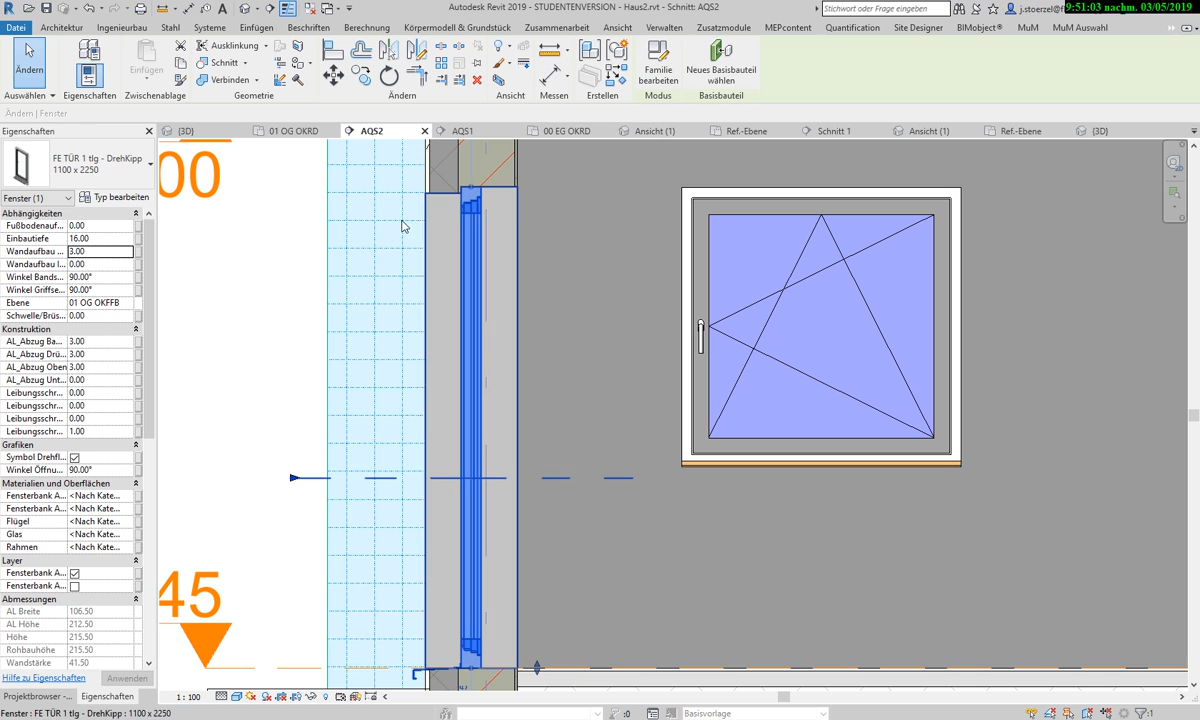 Autodesk Revit 2019 - STUDENTENVERSION - Haus2.rvt - Schnitt: AQS2
Stichwort oder Fragen eingeben
j.stoerzel@f
9:51:03 nachm. 03/05/2019
Datei Architektur Ingenieurbau Stahl Systeme Einfügen Beschriften Berechnung Körpermodell & Grundstück Zusammenarbeit Ansicht Verwalten Zusatzmodule MEPcontent Quantification Site Designer BIMobject® MuM MuM Auswahl
Ändern
Eigenschaften
Einfügen
Ausklinkung
Schnitt
Verbinden
Familie bearbeiten
Neues Basisbauteil wählen
Auswählen Eigenschaften Zwischenablage Geometrie Ändern Ansicht Messen Erstellen Modus Basisbauteil
Ändern | Fenster
Eigenschaften
{3D} 01 OG OKRD AQS2 AQS1 00 EG OKRD Ansicht (1) Ref.-Ebene Schnitt 1 Ansicht (1) Ref.-Ebene {3D}
FE TÜR 1 tlg - DrehKipp
1100 x 2250
Fenster (1) Typ bearbeiten
Abhängigkeiten
Fußbodenauf... 0.00
Einbautiefe 16.00
Wandaufbau ... 3.00
Wandaufbau I... 0.00
Winkel Bands... 90.00°
Winkel Griffse... 90.00°
Ebene 01 OG OKFFB
Schwelle/Brüs... 0.00
Konstruktion
AL_Abzug Ba... 3.00
AL_Abzug Drü... 3.00
AL_Abzug Oben 3.00
AL_Abzug Unt... 0.00
Leibungsschr... 0.00
Leibungsschr... 0.00
Leibungsschr... 0.00
Leibungsschr... 1.00
Grafiken
Symbol Drehfl...
Winkel Öffnu... 90.00°
Materialien und Oberflächen
Fensterbank A... <Nach Kate...
Fensterbank A... <Nach Kate...
Flügel <Nach Kate...
Glas <Nach Kate...
Rahmen <Nach Kate...
Layer
Fensterbank A...
Fensterbank A...
Abmessungen
AL Breite 106.50
AL Höhe 212.50
Höhe 215.50
Rohbauhöhe 215.50
Wandstärke 41.50
Hilfe zu Eigenschaften Anwenden
Projektbrowser -... Eigenschaften
00
45
1 : 100
FE TÜR 1 tlg - DrehKipp : 1100 x 2250
:0
Basisvorlage
:1